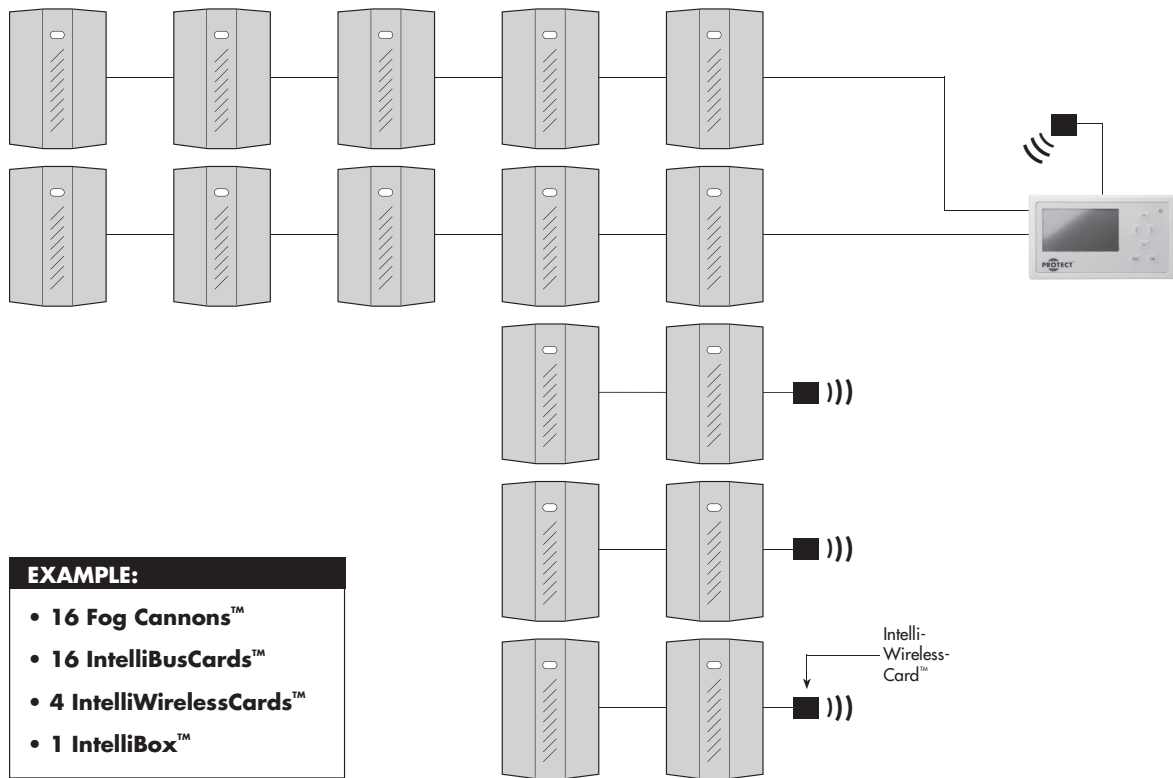 PROTECT
EXAMPLE:
• 16 Fog Cannons™
• 16 IntelliBusCards™
• 4 IntelliWirelessCards™
• 1 IntelliBox™
Intelli-
Wireless-
Card™